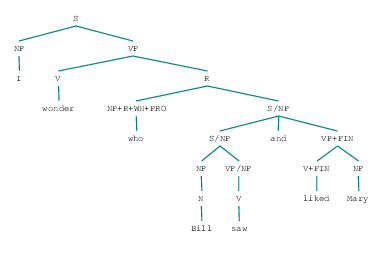 S
NP VP
I V R
wonder NP+R+WH+PRO S/NP
who S/NP and VP+FIN
NP VP/NP V+FIN NP
N V liked Mary
Bill saw